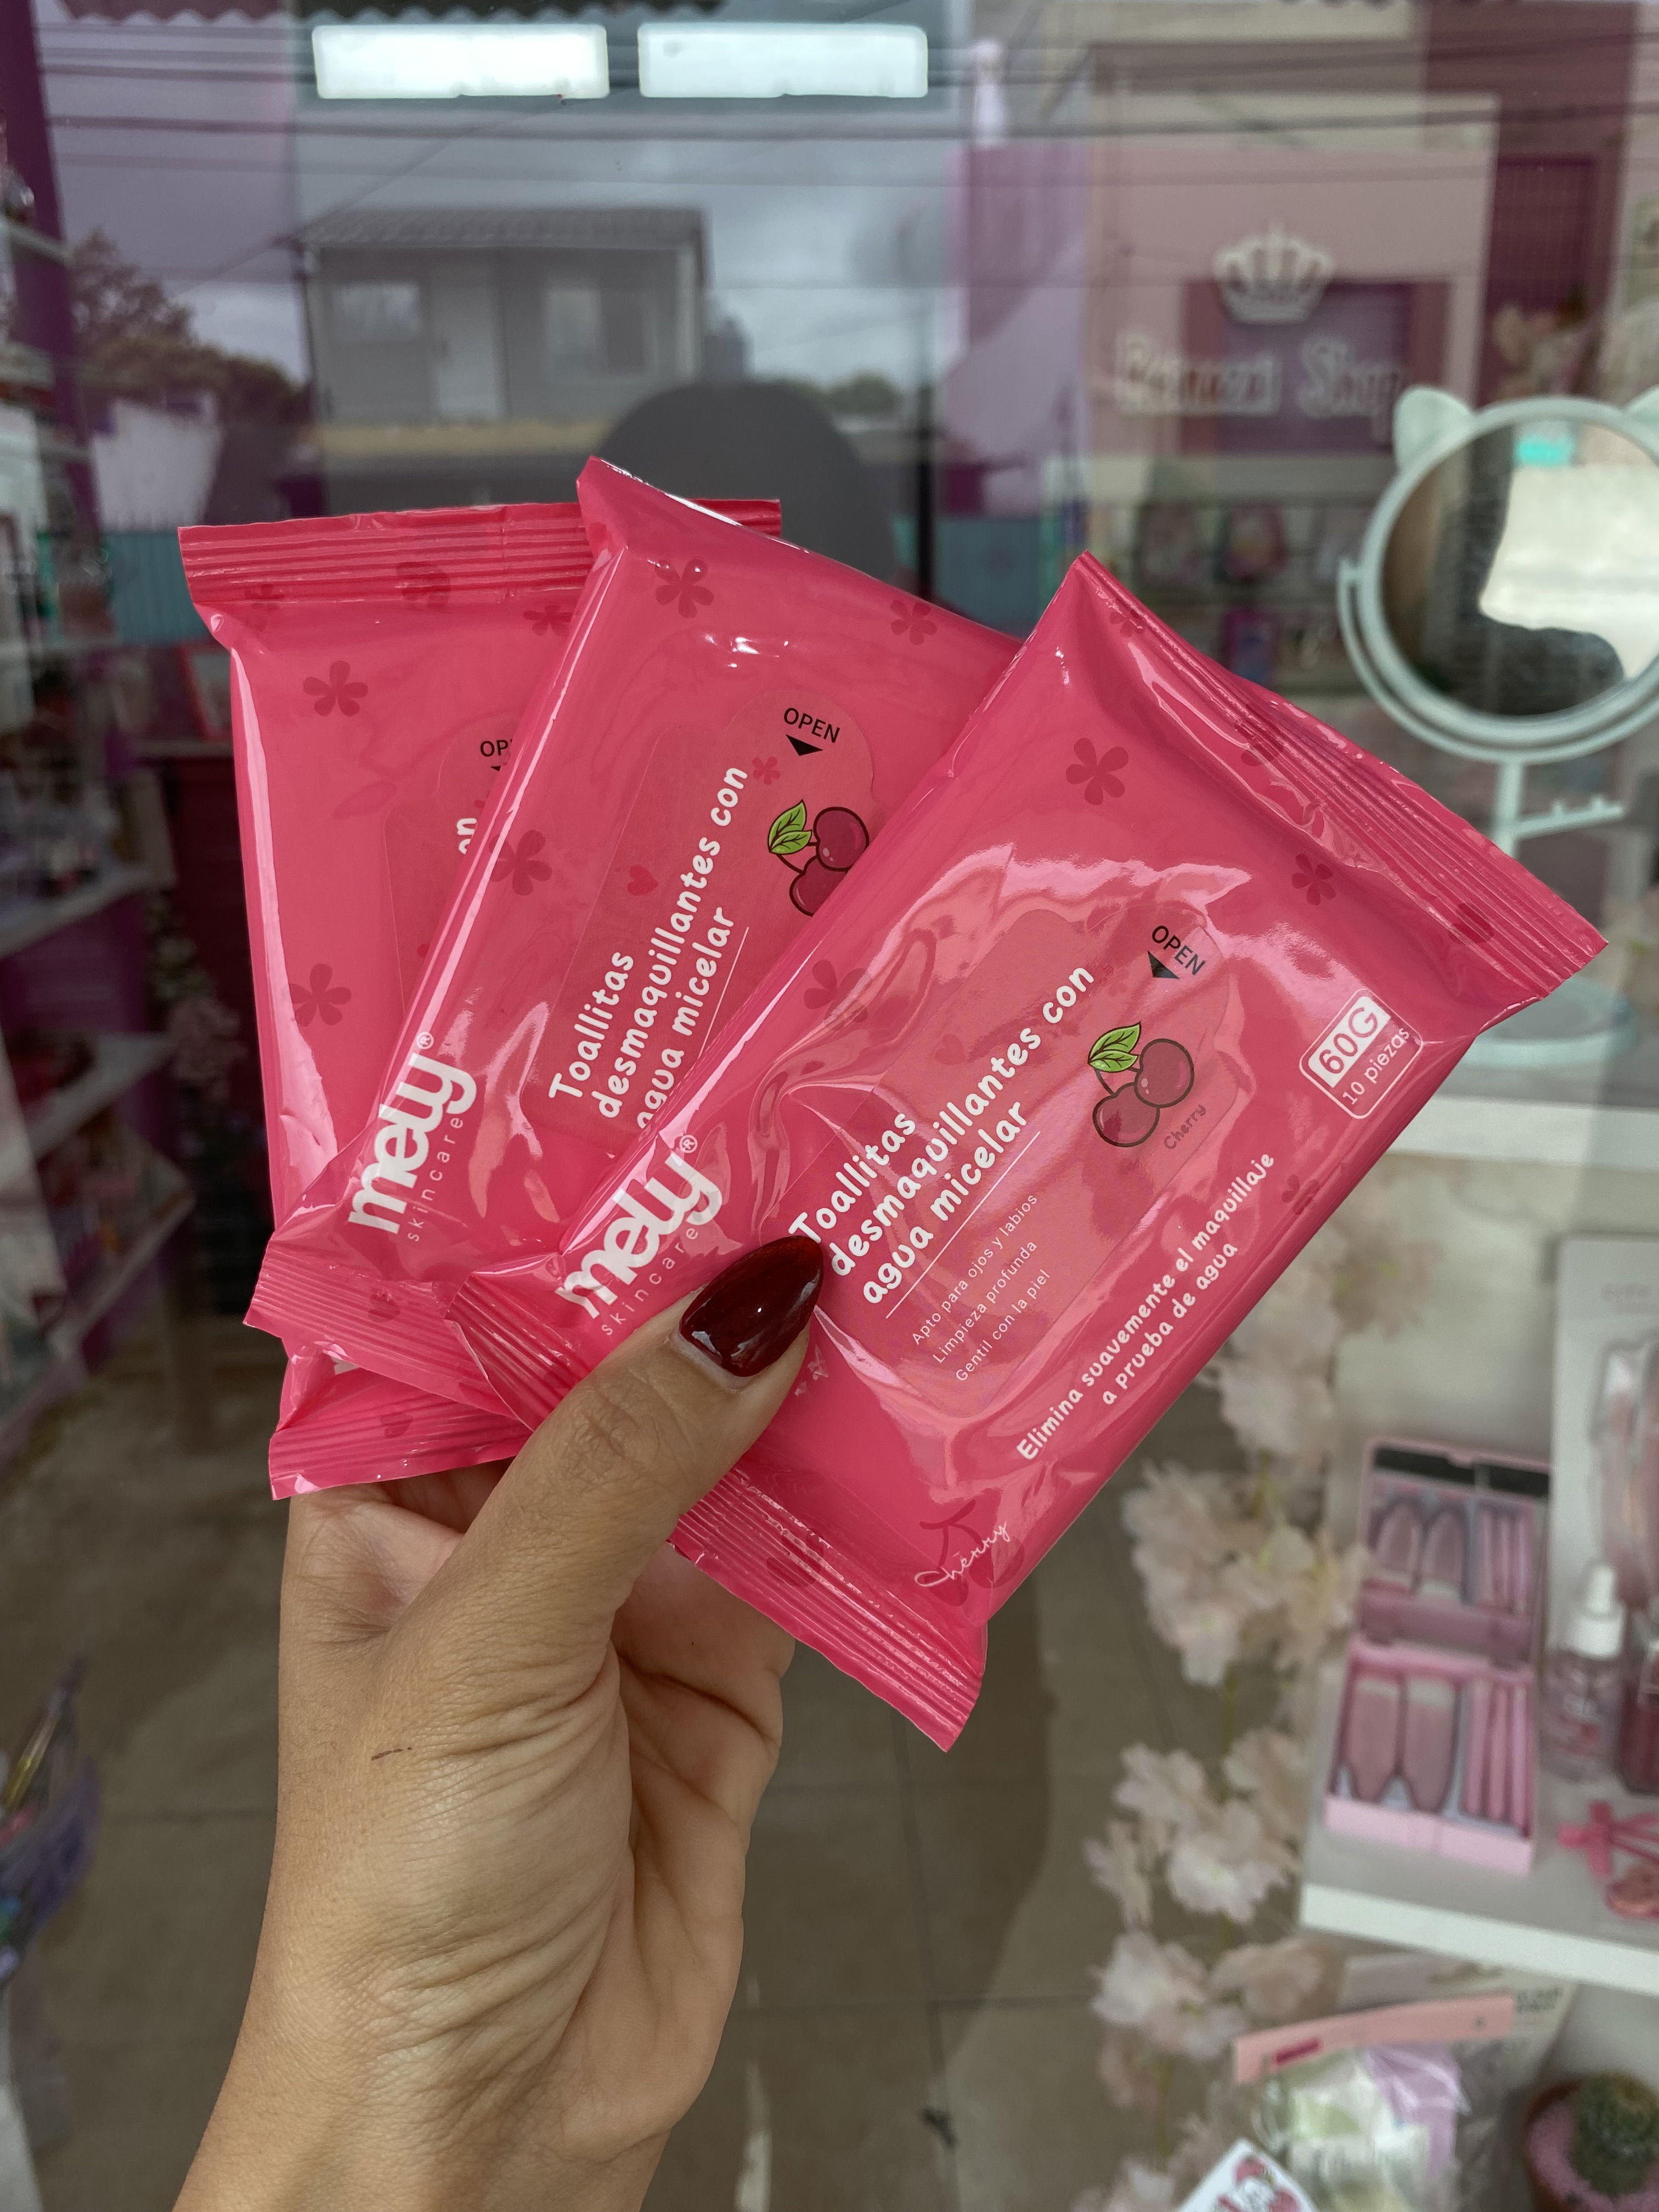 OPEN
mely®
skincare
Toallitas
desmaquillantes con
agua micelar
OPEN
mely®
skincare
Toallitas
desmaquillantes con
agua micelar
Apto para ojos y labios
Limpieza profunda
Gentil con la piel
Cherry
60G
10 piezas
Elimina suavemente el maquillaje
a prueba de agua
Cherry
Shop